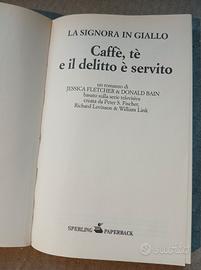 LA SIGNORA IN GIALLO
Caffè, tè
e il delitto è servito
un romanzo di
JESSICA FLETCHER & DONALD BAIN
basato sulla serie televisiva
creata da Peter S. Fischer,
Richard Levinson & William Link
SPERLING PAPERBACK
subito